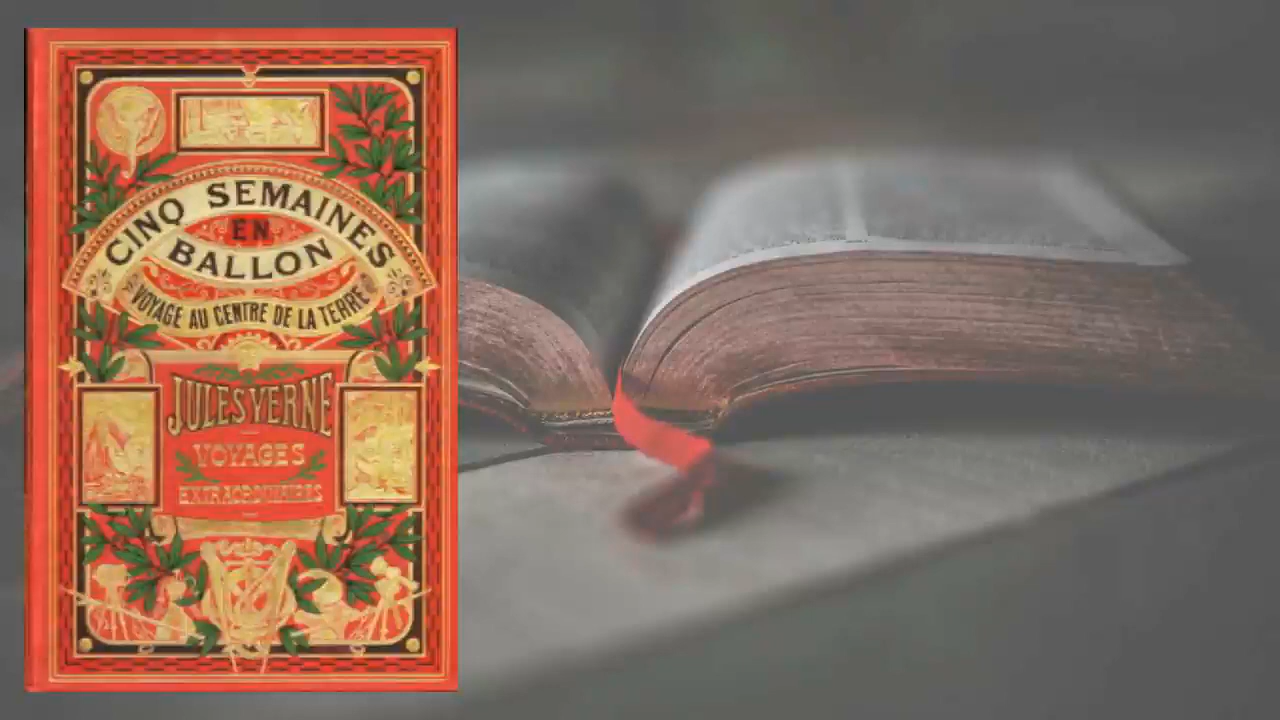 CINQ SEMAINES
EN
BALLON
VOYAGE AU CENTRE DE LA TERRE
JULES VERNE
VOYAGES
EXTRAORDINAIRES